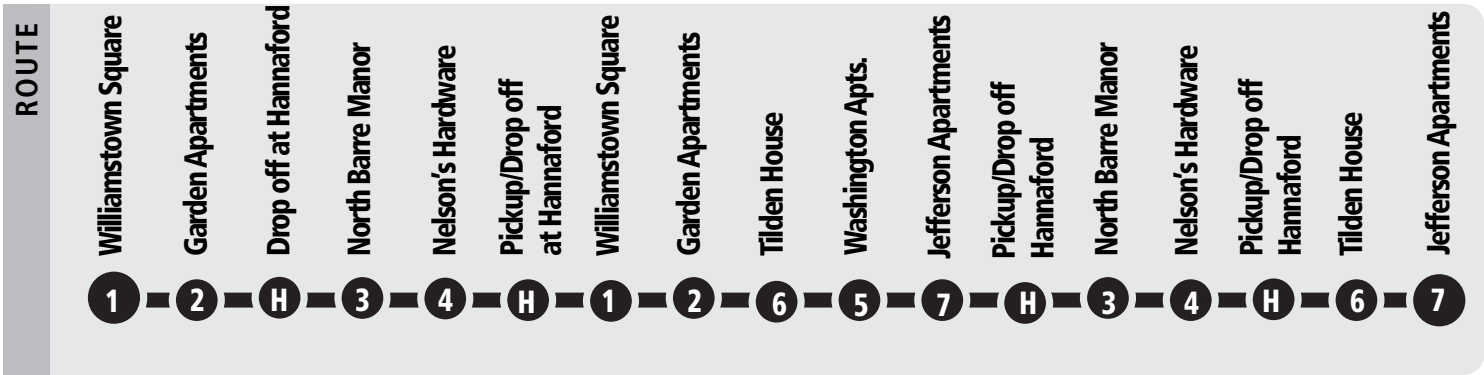 ROUTE
Williamstown Square
Garden Apartments
Drop off at Hannaford
North Barre Manor
Nelson's Hardware
Pickup/Drop off
at Hannaford
Williamstown Square
Garden Apartments
Tilden House
Washington Apts.
Jefferson Apartments
Pickup/Drop off
Hannaford
North Barre Manor
Nelson's Hardware
Pickup/Drop off
Hannaford
Tilden House
Jefferson Apartments
1 2 H 3 4 H 1 2 6 5 7 H 3 4 H 6 7